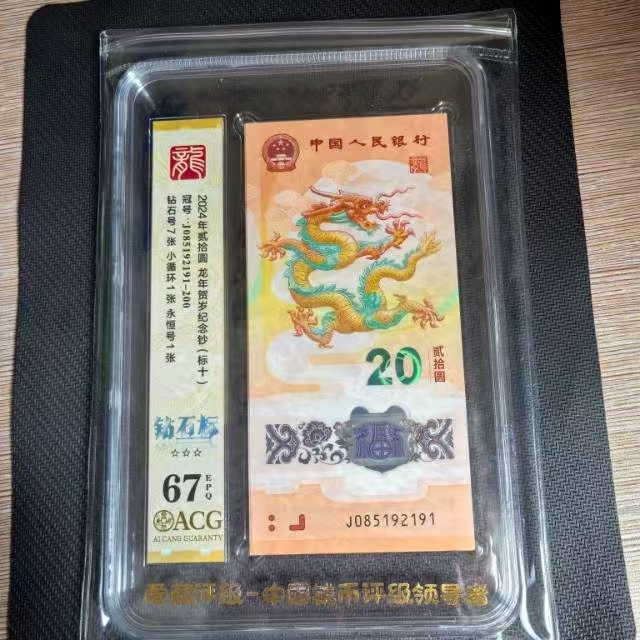 龍
2024年贰拾圆 龙年贺岁纪念钞（标十）
冠号：J085192191-200
钻石号7张 小循环1张 永恒号1张
钻石标
☆☆☆
67 EPQ
ACG
AI CANG GUARANTY
中国人民银行
龍
20
贰拾圆
福
J085192191
爱藏评级-中国钱币评级领导者